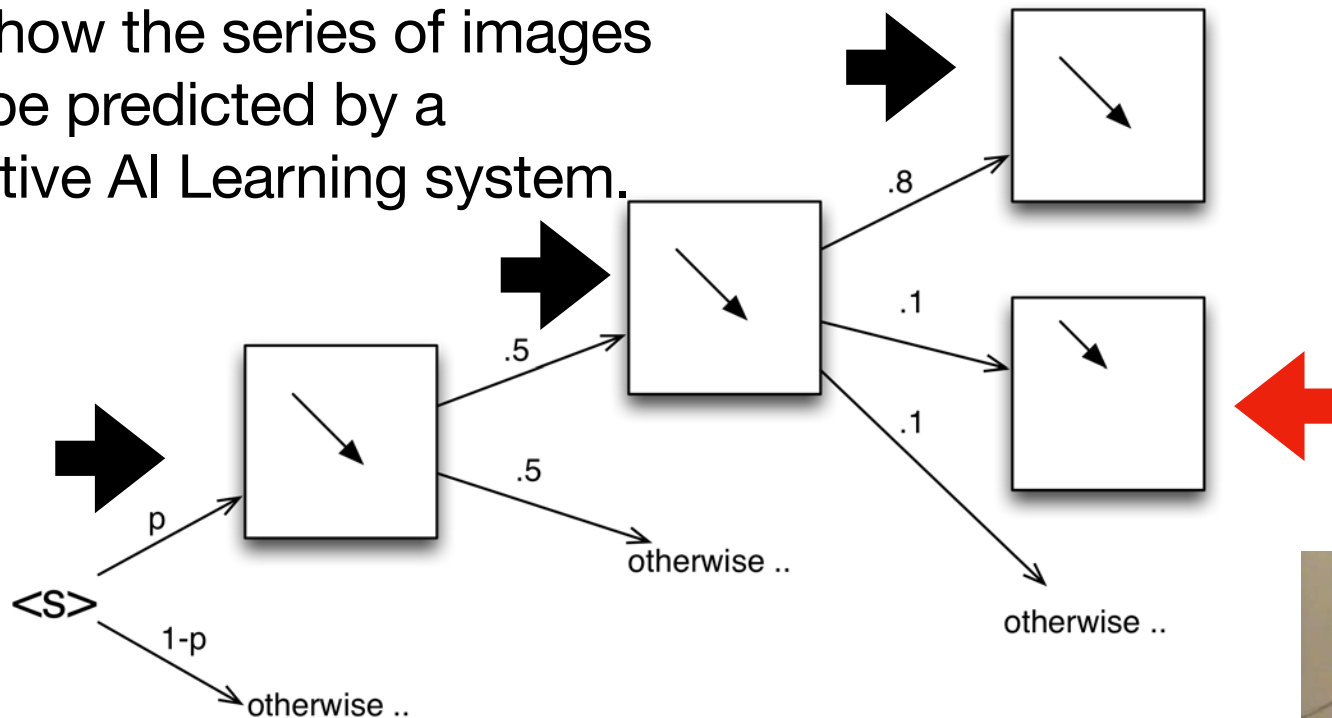 how the series of images
be predicted by a
tive AI Learning system.
.8
.1
.5
.1
.5
p
otherwise ..
<s>
otherwise ..
1-p
otherwise ..